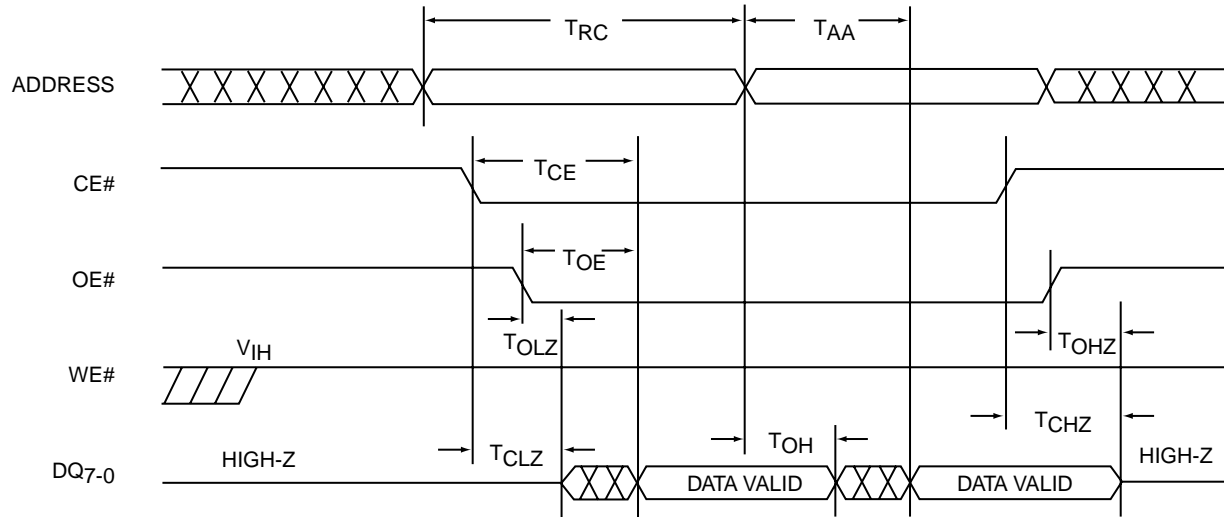 TRC
TAA
ADDRESS
TCE
CE#
TOE
OE#
TOLZ
TOHZ
VIH
WE#
TCHZ
TCLZ
TOH
HIGH-Z
HIGH-Z
DQ7-0
DATA VALID
DATA VALID